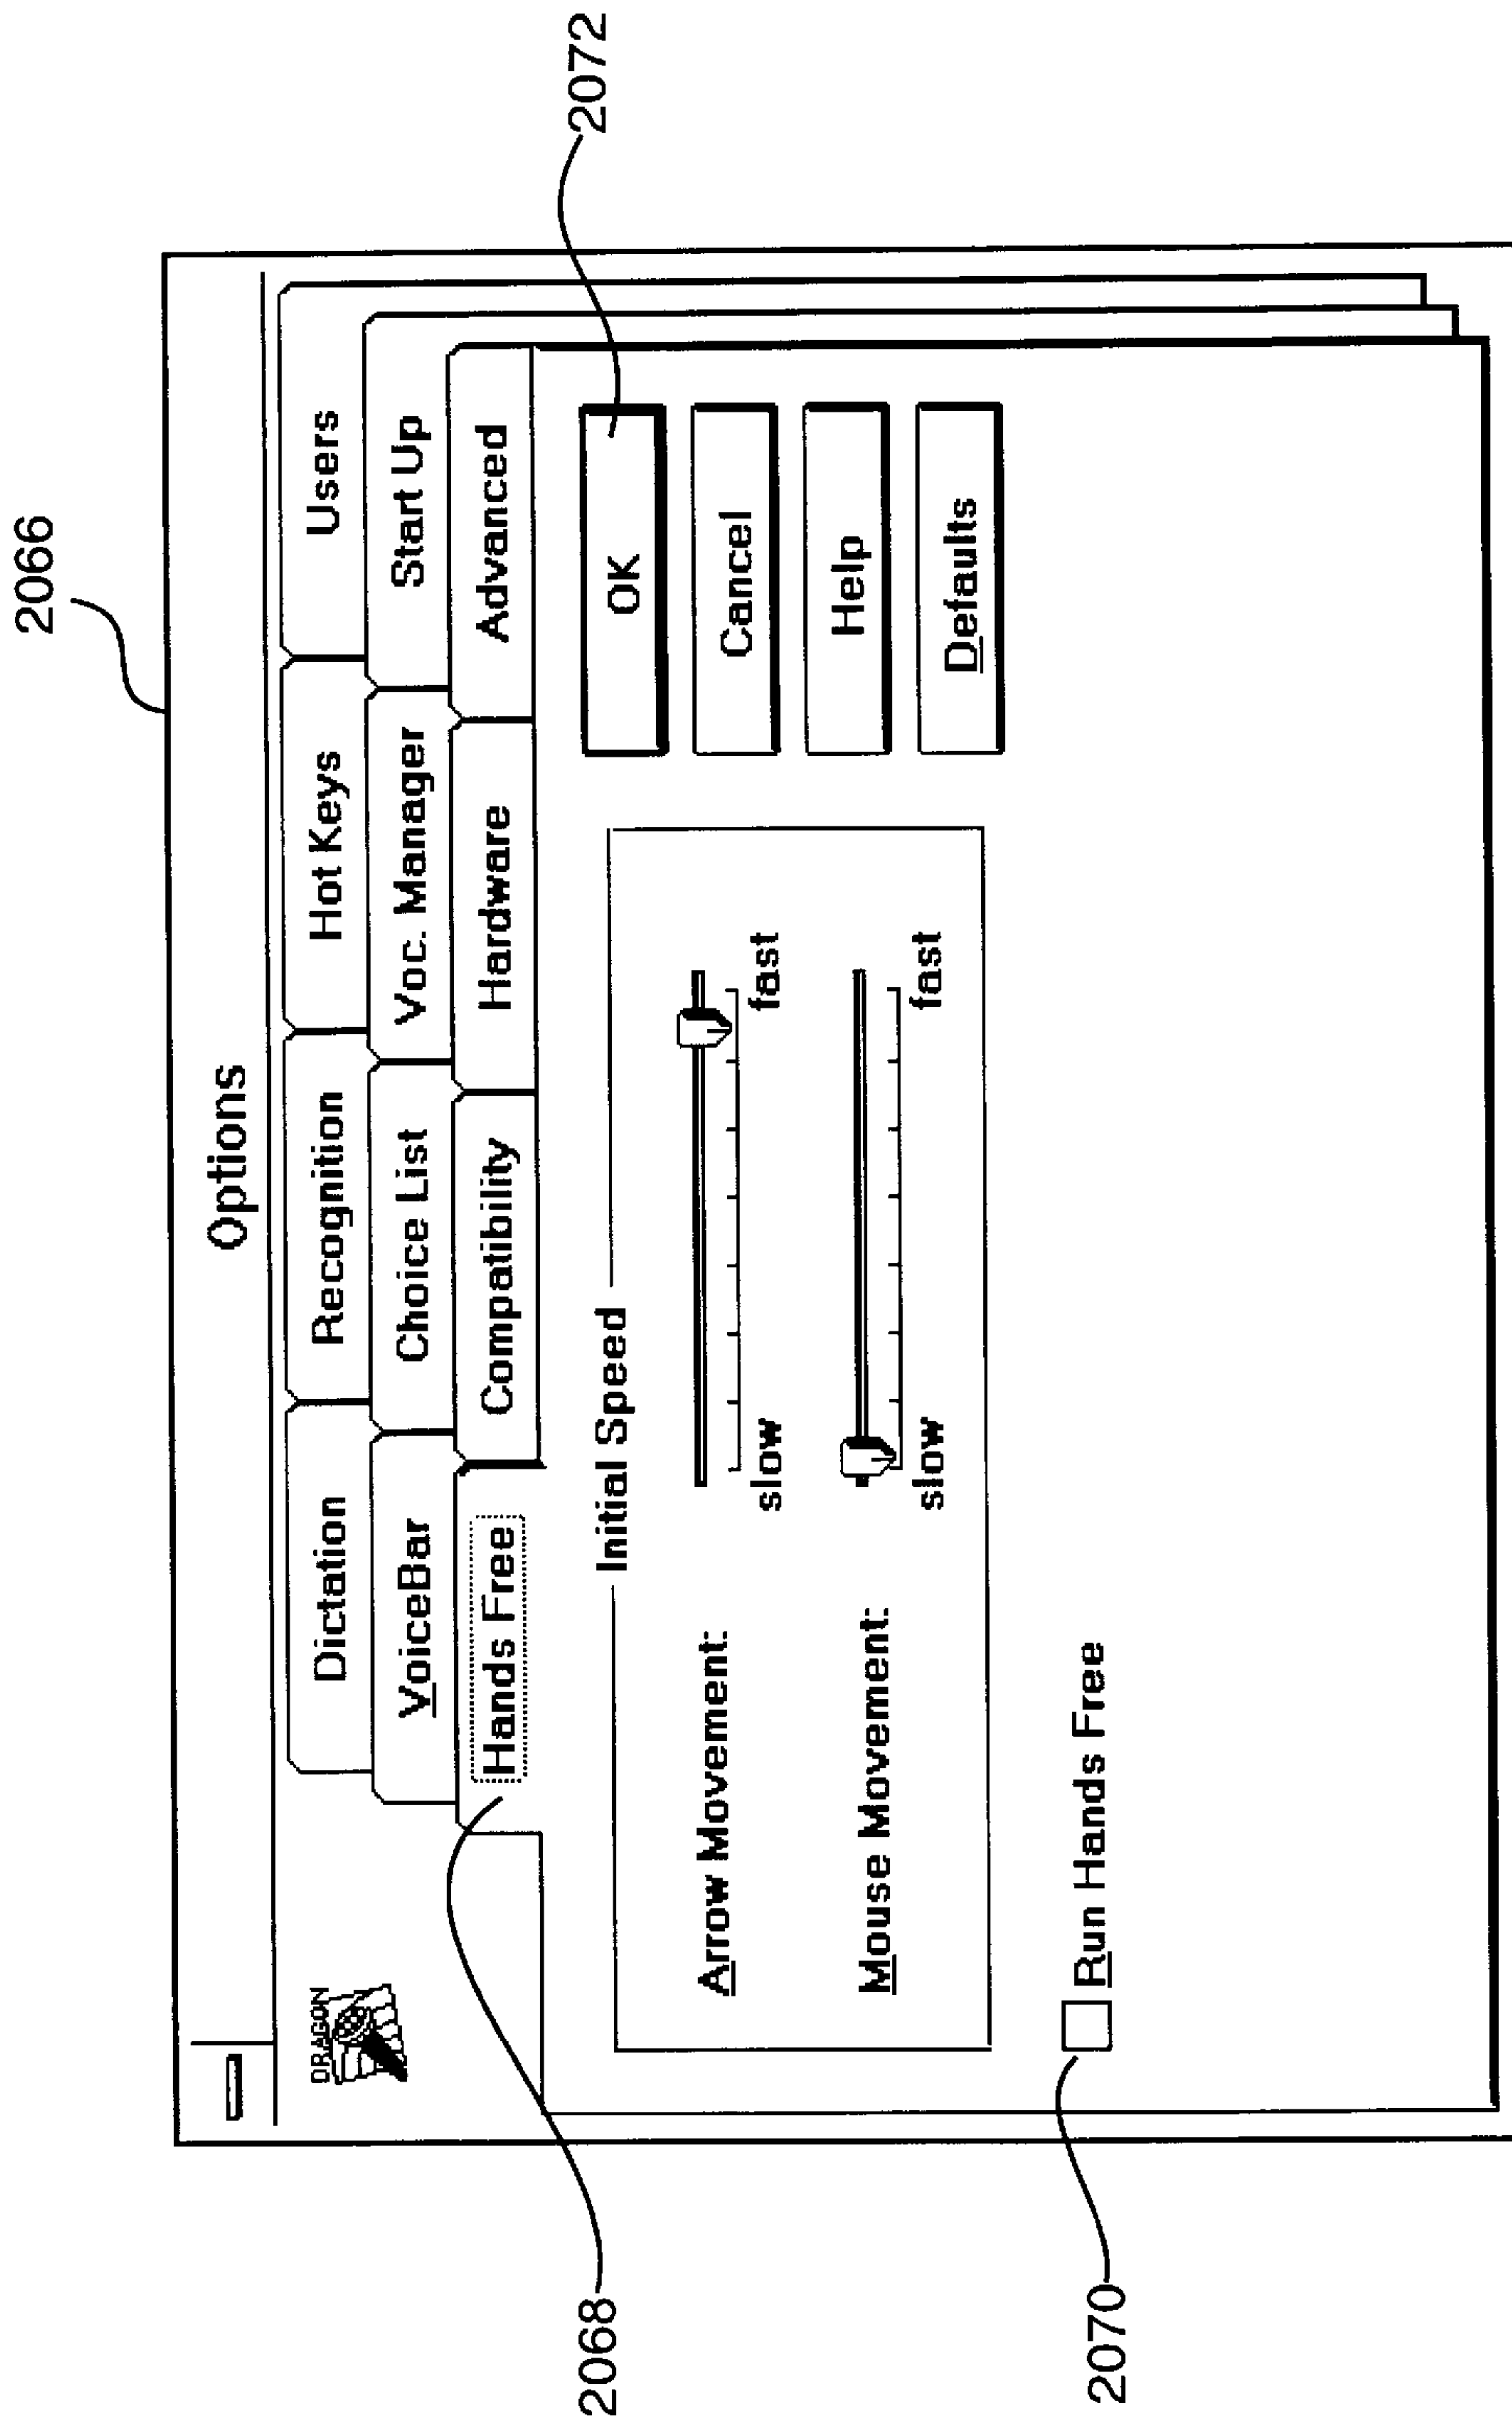 2066
Options
DRAGON
Dictation Recognition Hot Keys Users
VoiceBar Choice List Voc. Manager Start Up
Hands Free Compatibility Hardware Advanced
2068
2072
Initial Speed
Arrow Movement:
slow fast
Mouse Movement:
slow fast
OK
Cancel
Help
Defaults
Run Hands Free
2070